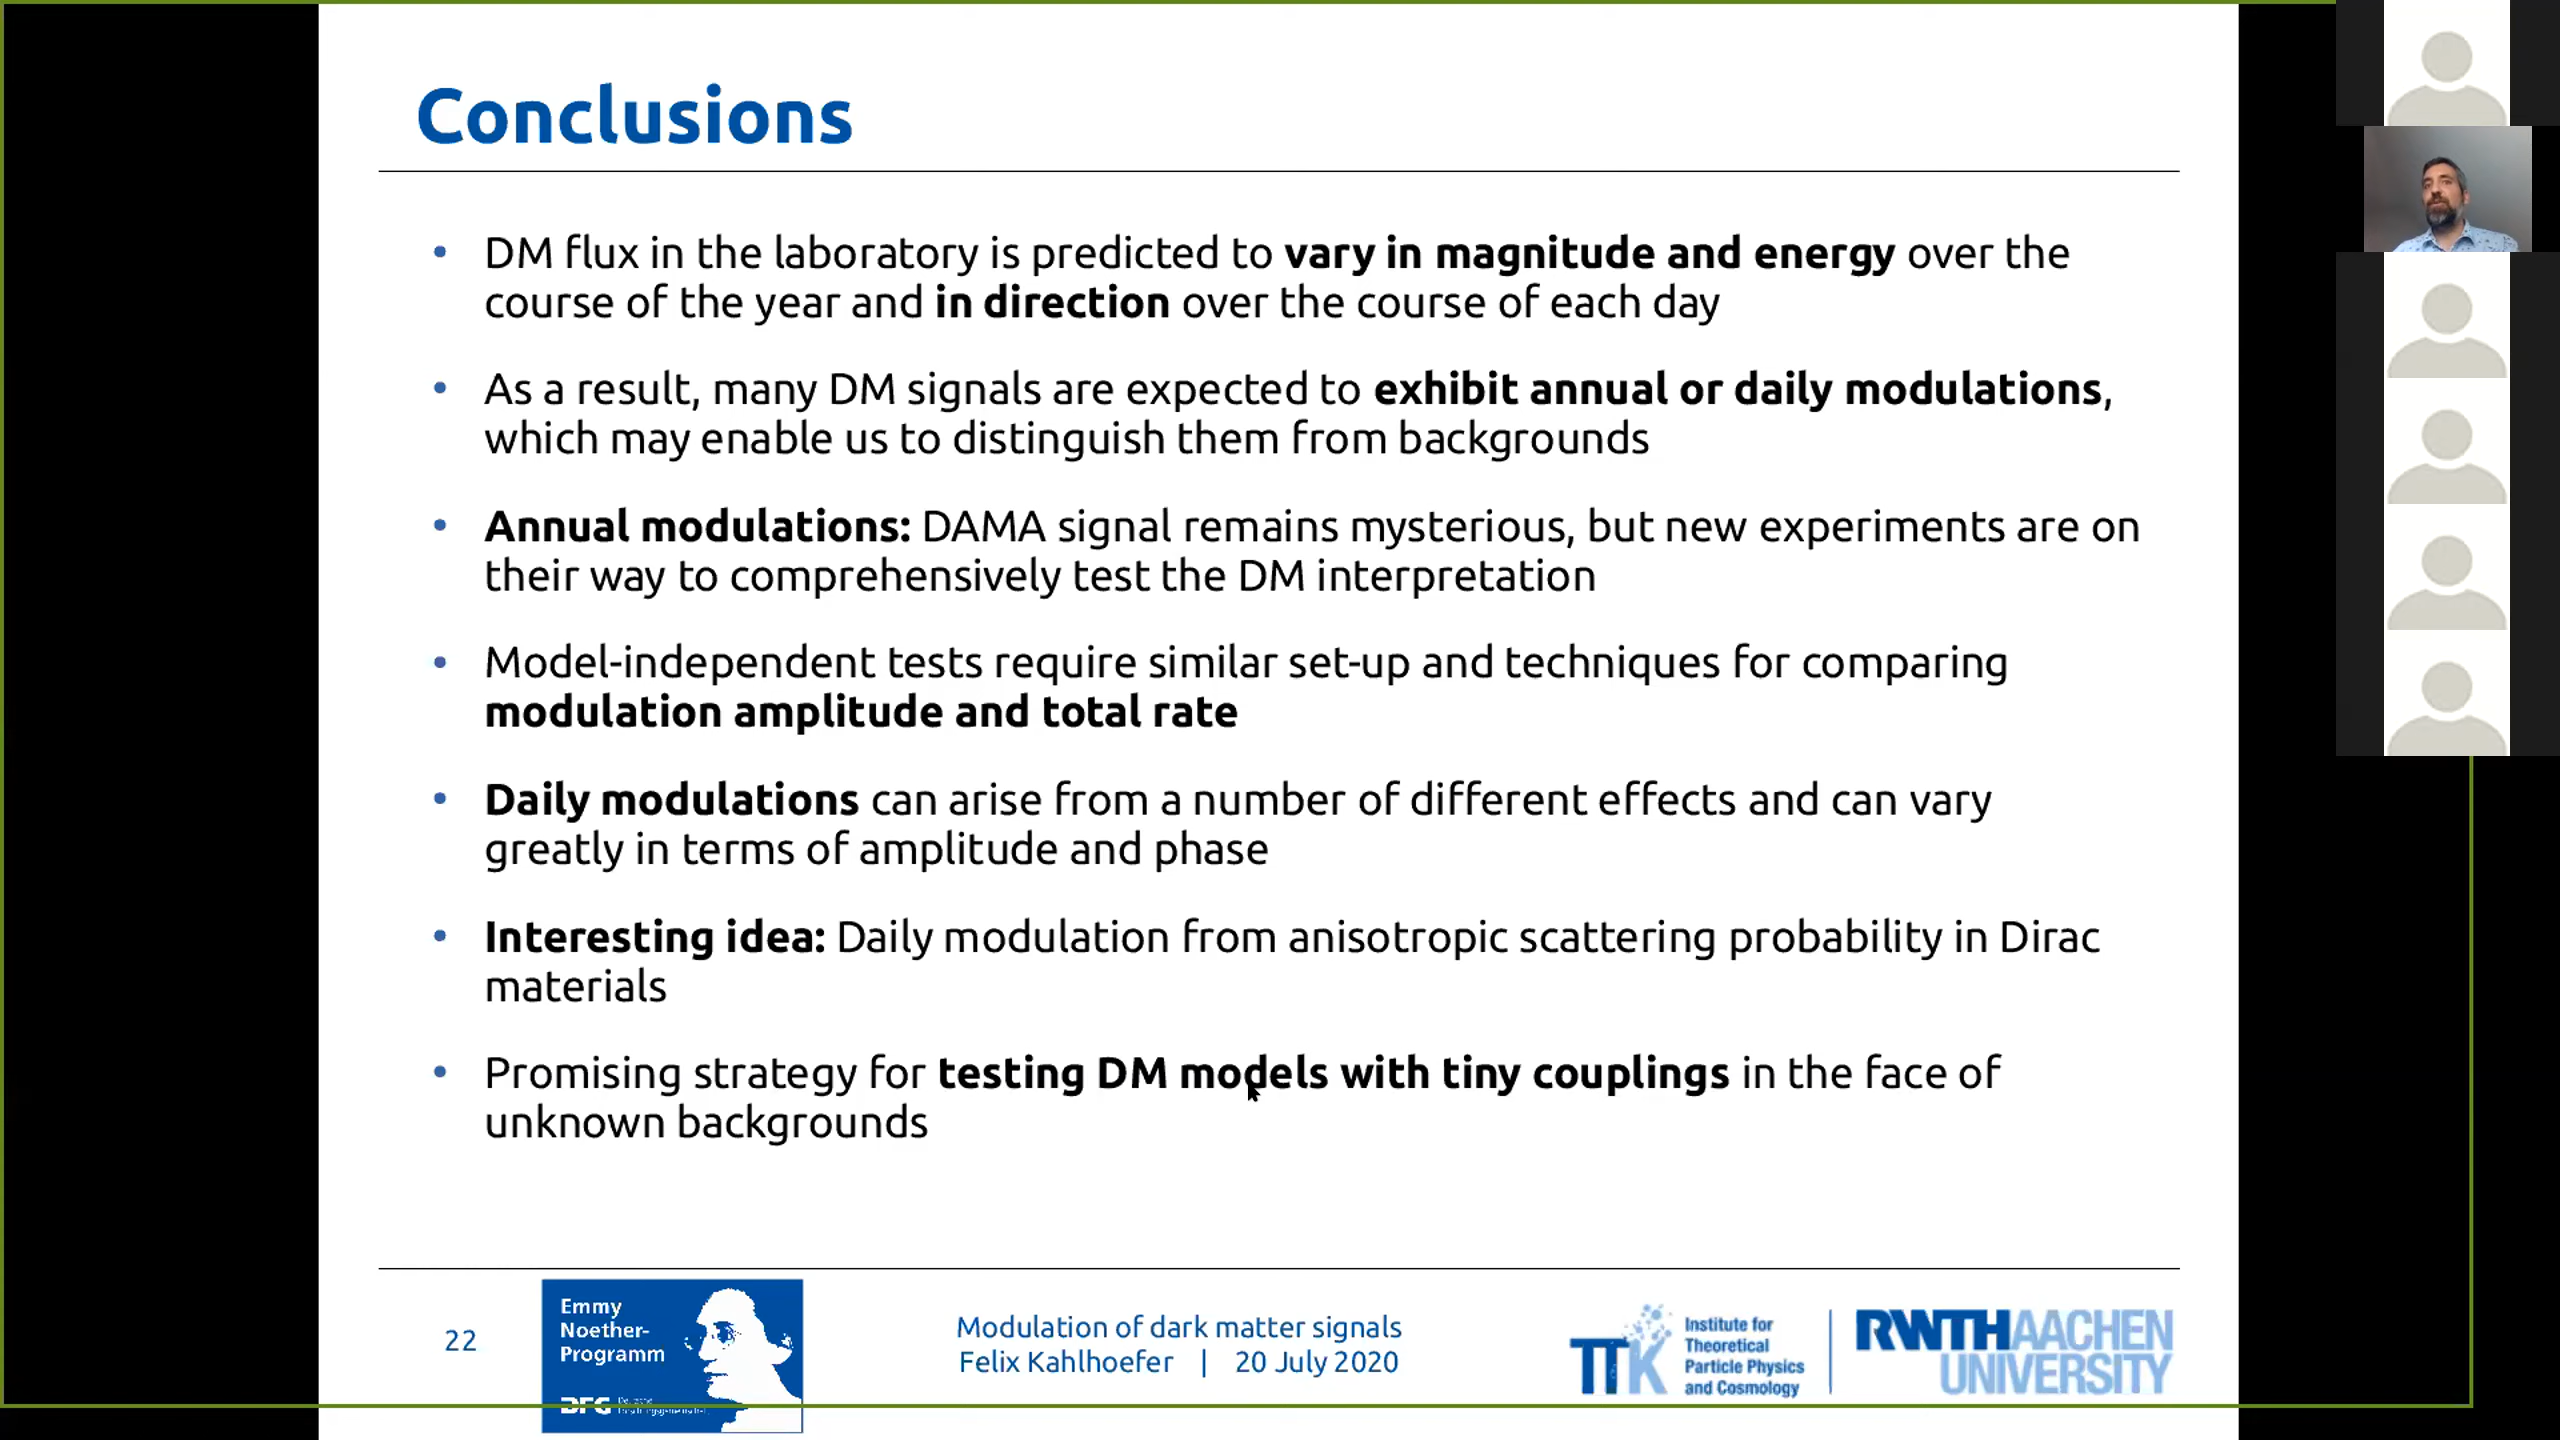 Conclusions
• DM flux in the laboratory is predicted to vary in magnitude and energy over the
course of the year and in direction over the course of each day
• As a result, many DM signals are expected to exhibit annual or daily modulations,
which may enable us to distinguish them from backgrounds
• Annual modulations: DAMA signal remains mysterious, but new experiments are on
their way to comprehensively test the DM interpretation
• Model-independent tests require similar set-up and techniques for comparing
modulation amplitude and total rate
• Daily modulations can arise from a number of different effects and can vary
greatly in terms of amplitude and phase
• Interesting idea: Daily modulation from anisotropic scattering probability in Dirac
materials
• Promising strategy for testing DM models with tiny couplings in the face of
unknown backgrounds
22
Emmy
Noether-
Programm
DFG
Modulation of dark matter signals
Felix Kahlhoefer | 20 July 2020
TTK
Institute for
Theoretical
Particle Physics
and Cosmology
RWTHAACHEN
UNIVERSITY